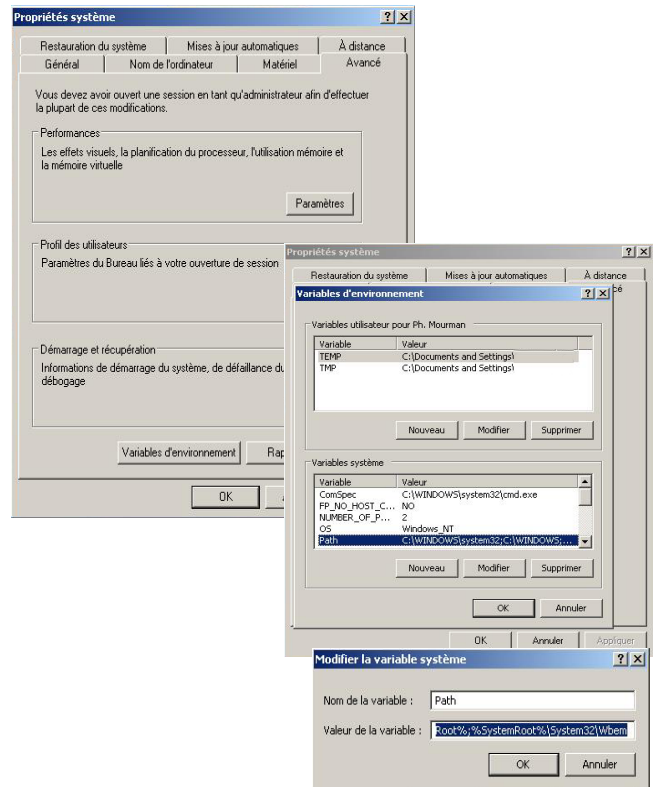 Propriétés système
Restauration du système Mises à jour automatiques À distance
Général Nom de l'ordinateur Matériel Avancé
Vous devez avoir ouvert une session en tant qu'administrateur afin d'effectuer
la plupart de ces modifications.
Performances
Les effets visuels, la planification du processeur, l'utilisation mémoire et
la mémoire virtuelle
Paramètres
Profil des utilisateurs
Paramètres du Bureau liés à votre ouverture de session
Démarrage et récupération
Informations de démarrage du système, de défaillance du
débogage
Variables d'environnement Rap
OK
Propriétés système
Restauration du système Mises à jour automatiques À distance
Variables d'environnement
Variables utilisateur pour Ph. Mourman
Variable Valeur
TEMP C:\Documents and Settings\
TMP C:\Documents and Settings\
Nouveau Modifier Supprimer
Variables système
Variable Valeur
ComSpec C:\WINDOWS\system32\cmd.exe
FP_NO_HOST_C... NO
NUMBER_OF_P... 2
OS Windows_NT
Path C:\WINDOWS\system32;C:\WINDOWS;...
Nouveau Modifier Supprimer
OK Annuler
OK Annuler Appliquer
Modifier la variable système
Nom de la variable : Path
Valeur de la variable : Root%;%SystemRoot%\System32\Wbem
OK Annuler